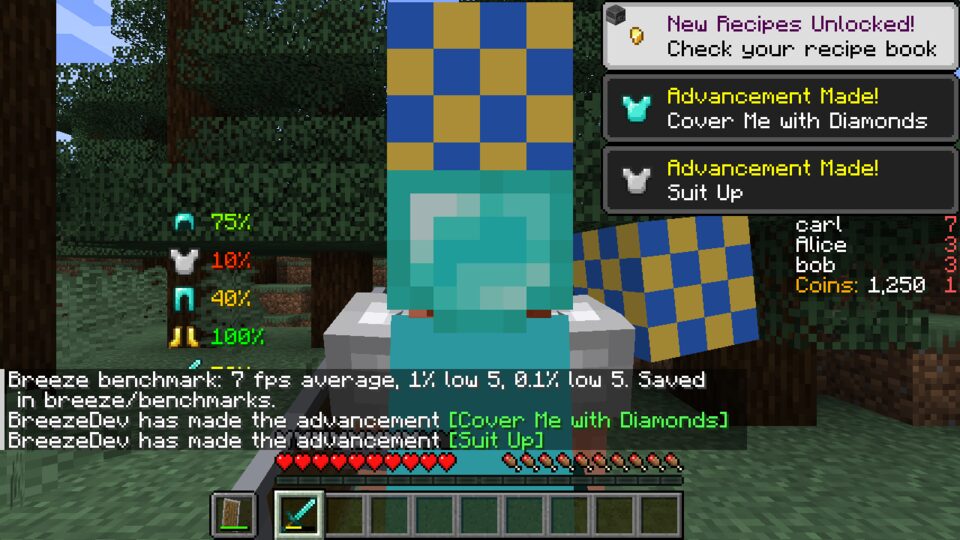 New Recipes Unlocked!
Check your recipe book
Advancement Made!
Cover Me with Diamonds
Advancement Made!
Suit Up
carl 7
Alice 3
bob 3
Coins: 1,250 1
75%
10%
40%
100%
Breeze benchmark: 7 fps average, 1% low 5, 0.1% low 5. Saved
in breeze/benchmarks.
BreezeDev has made the advancement [Cover Me with Diamonds]
BreezeDev has made the advancement [Suit Up]